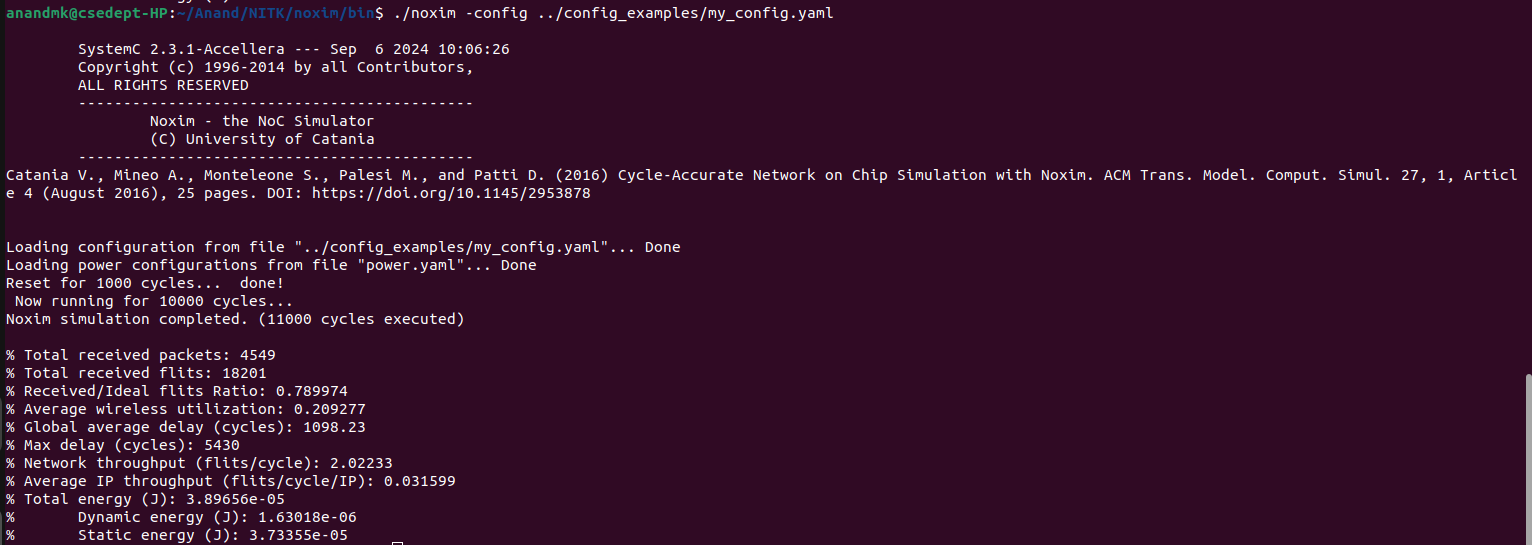 anandmk@csedept-HP:~/Anand/NITK/noxim/bin$ ./noxim -config ../config_examples/my_config.yaml
SystemC 2.3.1-Accellera --- Sep  6 2024 10:06:26
Copyright (c) 1996-2014 by all Contributors,
ALL RIGHTS RESERVED
---------------------------------------------
Noxim - the NoC Simulator
(C) University of Catania
---------------------------------------------
Catania V., Mineo A., Monteleone S., Palesi M., and Patti D. (2016) Cycle-Accurate Network on Chip Simulation with Noxim. ACM Trans. Model. Comput. Simul. 27, 1, Articl
e 4 (August 2016), 25 pages. DOI: https://doi.org/10.1145/2953878
Loading configuration from file "../config_examples/my_config.yaml"... Done
Loading power configurations from file "power.yaml"... Done
Reset for 1000 cycles...  done!
 Now running for 10000 cycles...
Noxim simulation completed. (11000 cycles executed)
% Total received packets: 4549
% Total received flits: 18201
% Received/Ideal flits Ratio: 0.789974
% Average wireless utilization: 0.209277
% Global average delay (cycles): 1098.23
% Max delay (cycles): 5430
% Network throughput (flits/cycle): 2.02233
% Average IP throughput (flits/cycle/IP): 0.031599
% Total energy (J): 3.89656e-05
%       Dynamic energy (J): 1.63018e-06
%       Static energy (J): 3.73355e-05